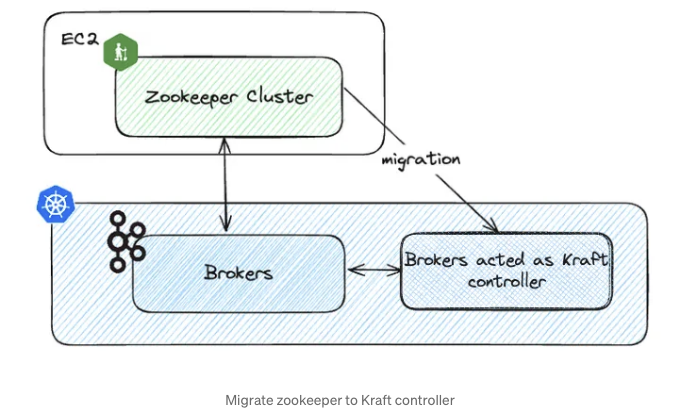 EC2
Zookeeper Cluster
migration
Brokers
Brokers acted as Kraft
controller
Migrate zookeeper to Kraft controller